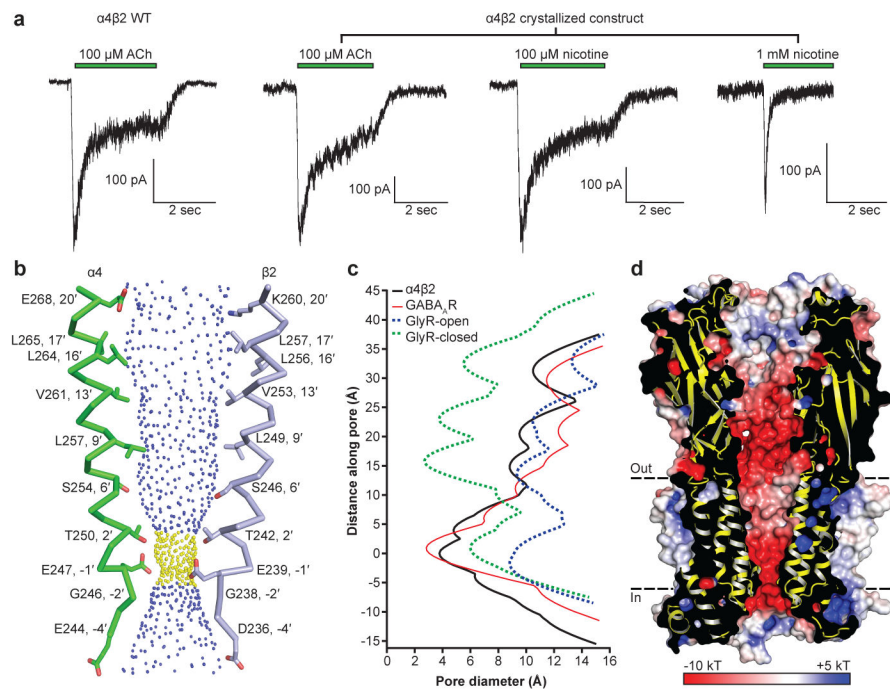 a
α4β2 WT
α4β2 crystallized construct
100 μM ACh
100 μM ACh
100 μM nicotine
1 mM nicotine
100 pA
2 sec
100 pA
2 sec
100 pA
2 sec
100 pA
2 sec
b
α4
β2
E268, 20′
L265, 17′
L264, 16′
V261, 13′
L257, 9′
S254, 6′
T250, 2′
E247, -1′
G246, -2′
E244, -4′
K260, 20′
L257, 17′
L256, 16′
V253, 13′
L249, 9′
S246, 6′
T242, 2′
E239, -1′
G238, -2′
D236, -4′
c
α4β2
GABA_A R
GlyR-open
GlyR-closed
Distance along pore (Å)
45
40
35
30
25
20
15
10
5
0
-5
-10
-15
0 2 4 6 8 10 12 14 16
Pore diameter (Å)
d
Out
In
-10 kT +5 kT